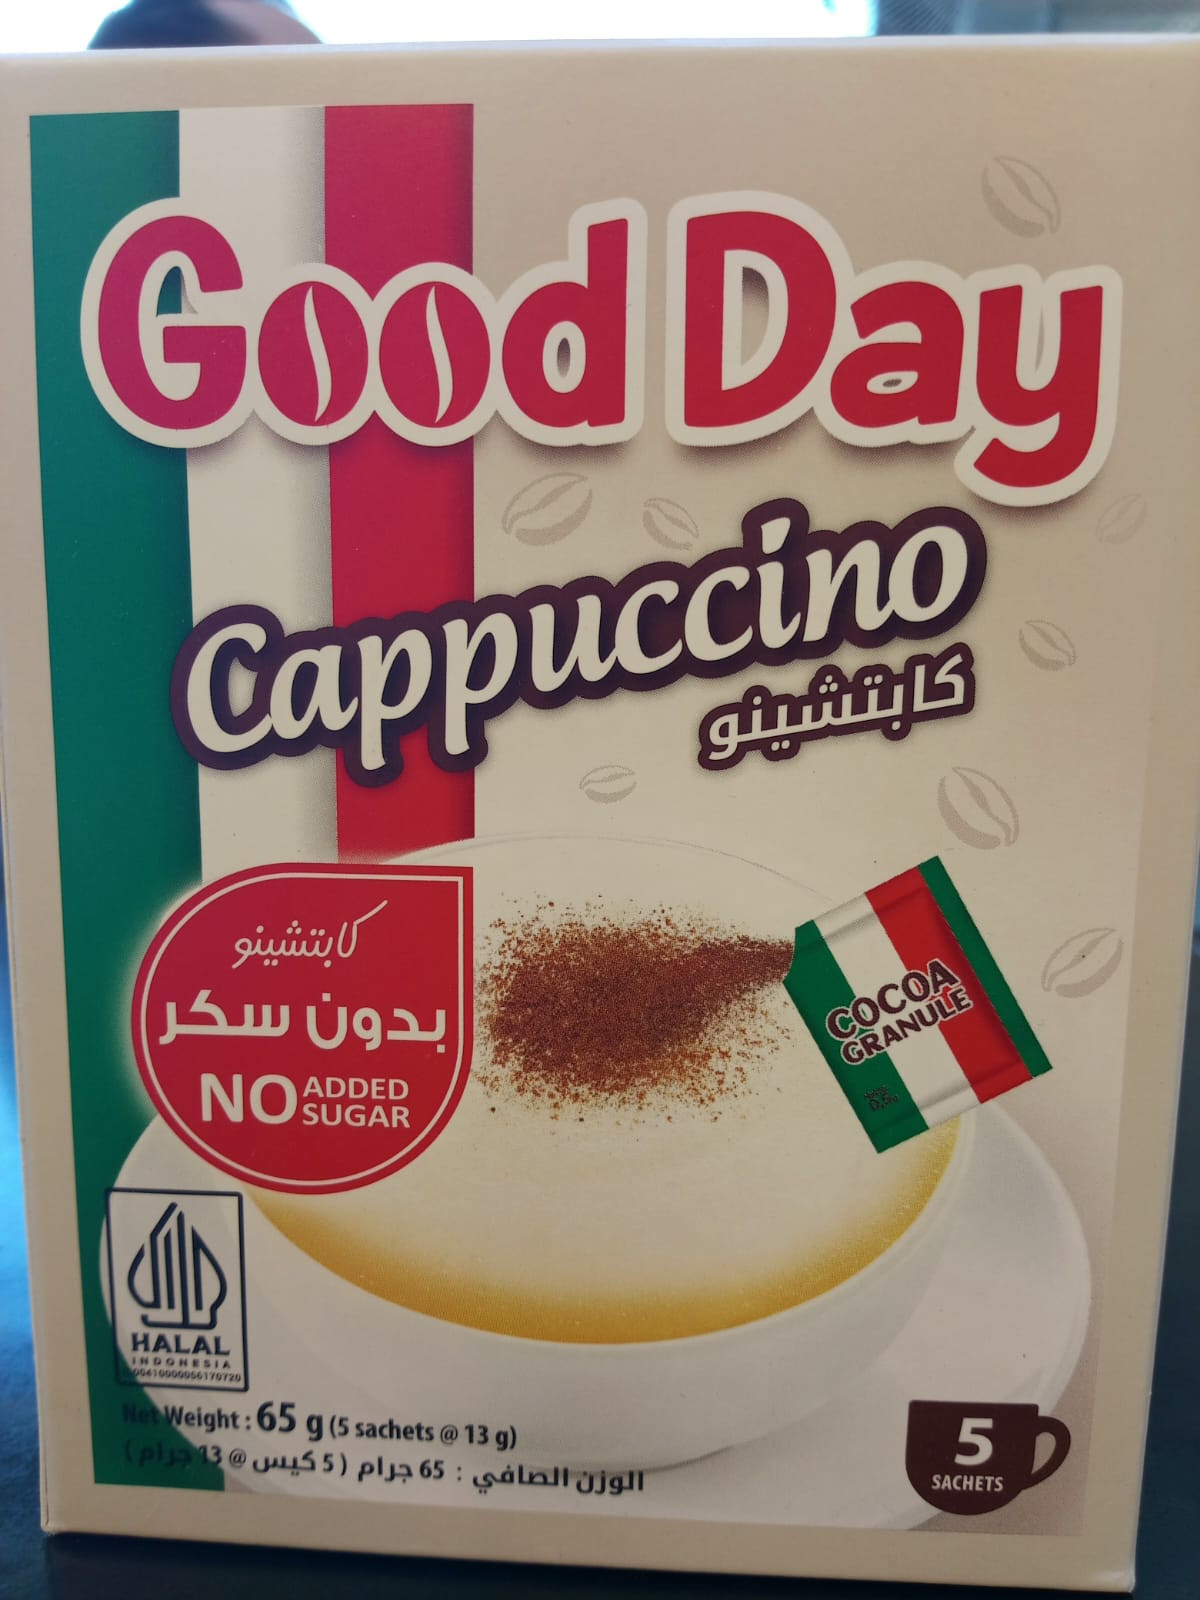 Good Day
Cappuccino
كابتشينو
كابتشينو
بدون سكر
NO ADDED SUGAR
COCOA
GRANULE
HALAL
INDONESIA
Net Weight : 65 g (5 sachets @ 13 g)
الوزن الصافي : 65 جرام (5 كيس @ 13 جرام)
5
SACHETS